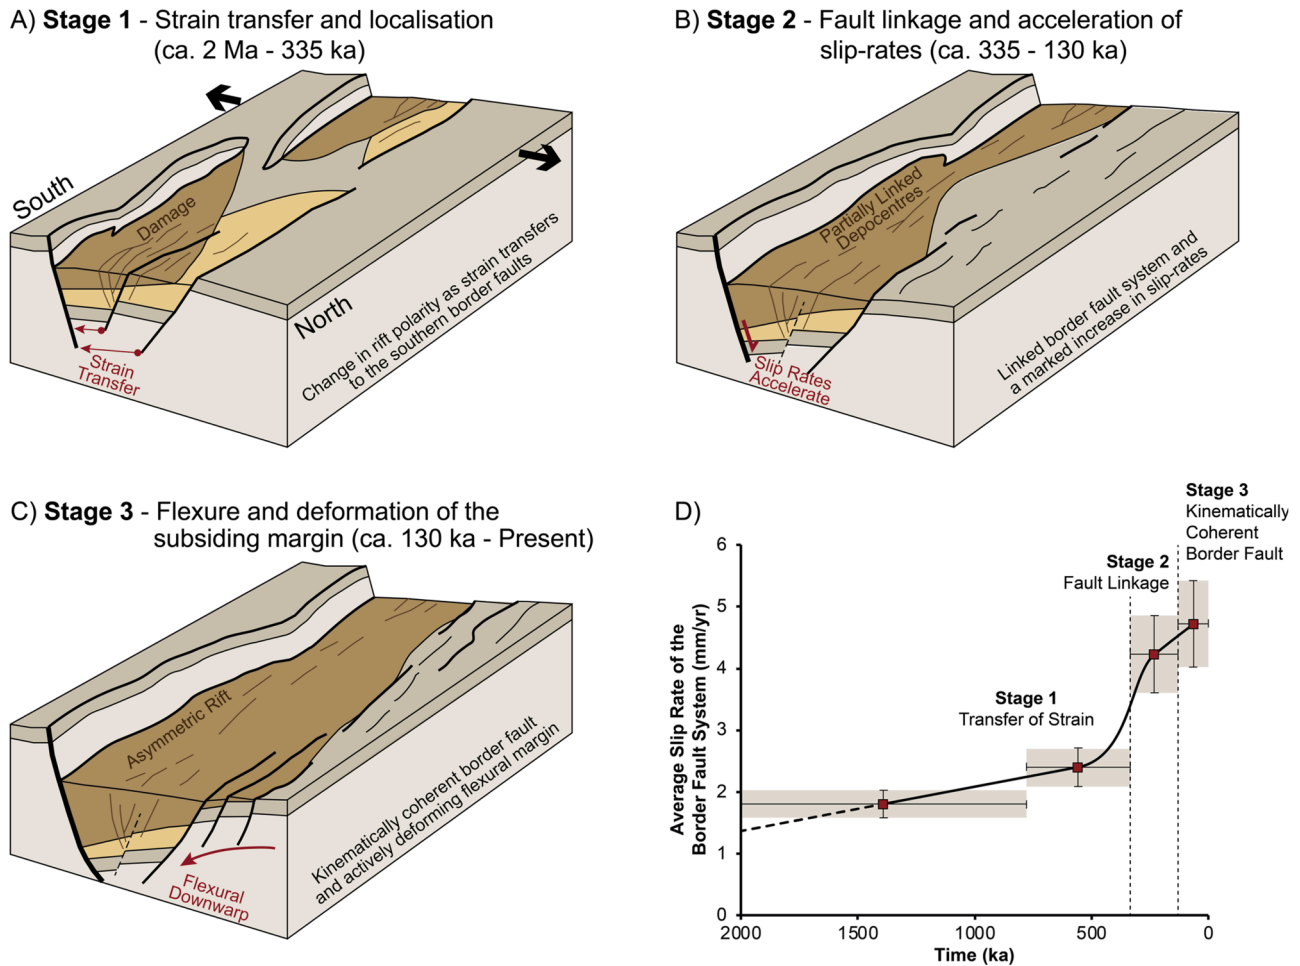 A) Stage 1 - Strain transfer and localisation
(ca. 2 Ma - 335 ka)
South
Damage
North
Strain
Transfer
Change in rift polarity as strain transfers
to the southern border faults
B) Stage 2 - Fault linkage and acceleration of
slip-rates (ca. 335 - 130 ka)
Partially Linked
Depocentres
Slip Rates
Accelerate
Linked border fault system and
a marked increase in slip-rates
C) Stage 3 - Flexure and deformation of the
subsiding margin (ca. 130 ka - Present)
Asymmetric Rift
Flexural
Downwarp
Kinematically coherent border fault
and actively deforming flexural margin
D)
Stage 3
Kinematically
Coherent
Border Fault
Stage 2
Fault Linkage
Stage 1
Transfer of Strain
Average Slip Rate of the
Border Fault System (mm/yr)
6
5
4
3
2
1
0
2000
1500
1000
500
0
Time (ka)